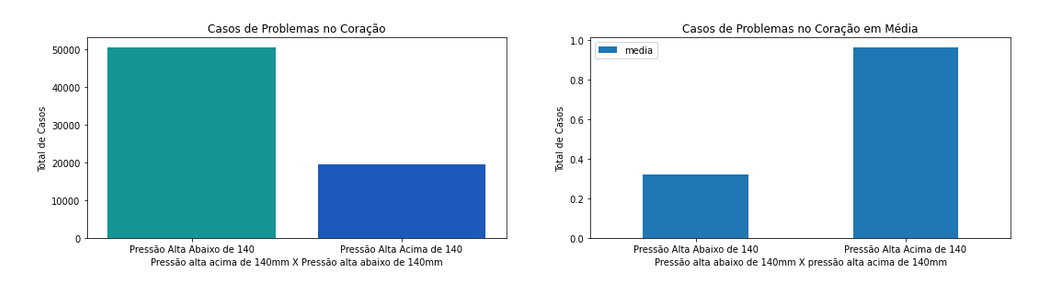 Casos de Problemas no Coração
50000
40000
30000
20000
10000
0
Total de Casos
Pressão Alta Abaixo de 140
Pressão Alta Acima de 140
Pressão alta acima de 140mm X Pressão alta abaixo de 140mm
Casos de Problemas no Coração em Média
media
1.0
0.8
0.6
0.4
0.2
0.0
Total de Casos
Pressão Alta Abaixo de 140
Pressão Alta Acima de 140
Pressão alta abaixo de 140mm X pressão alta acima de 140mm